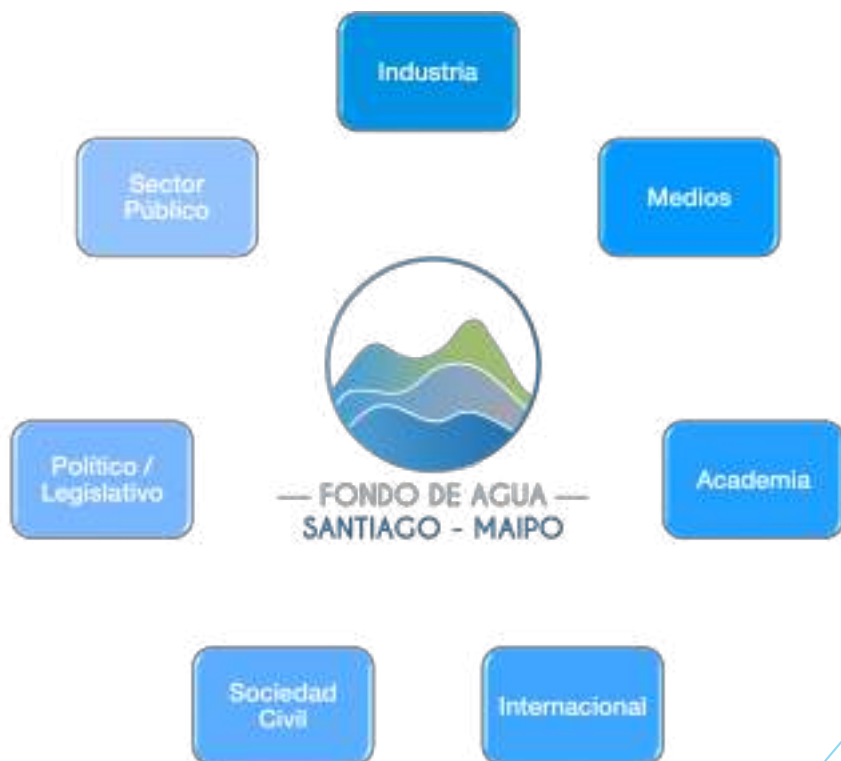 Industria
Sector
Público
Medios
Político /
Legislativo
Academia
— FONDO DE AGUA —
SANTIAGO - MAIPO
Sociedad
Civil
Internacional